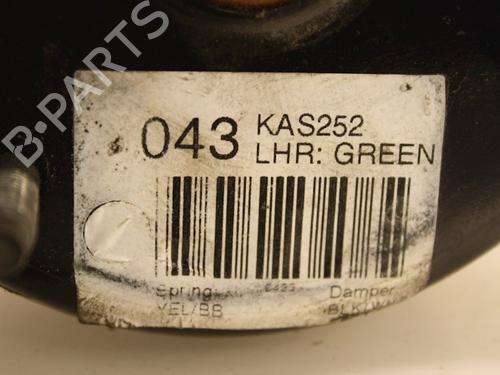 B-PARTS
043 KAS252
LHR: GREEN
Spring Damper
YEL/BB